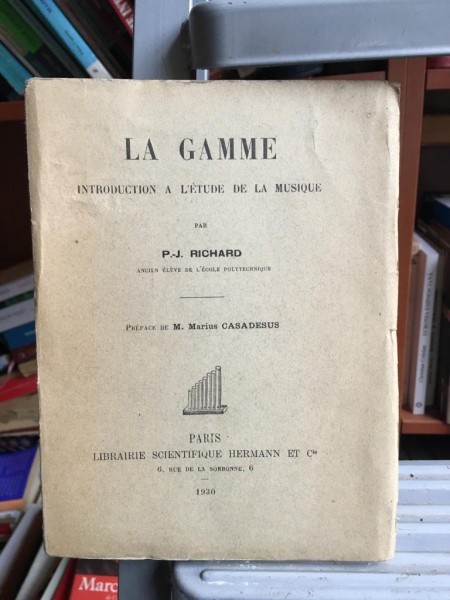 LA GAMME
INTRODUCTION A L'ÉTUDE DE LA MUSIQUE
PAR
P.-J. RICHARD
ANCIEN ÉLÈVE DE L'ÉCOLE POLYTECHNIQUE
PRÉFACE DE M. Marius CASADESUS
PARIS
LIBRAIRIE SCIENTIFIQUE HERMANN ET Cie
6, RUE DE LA SORBONNE, 6
1930
Marc